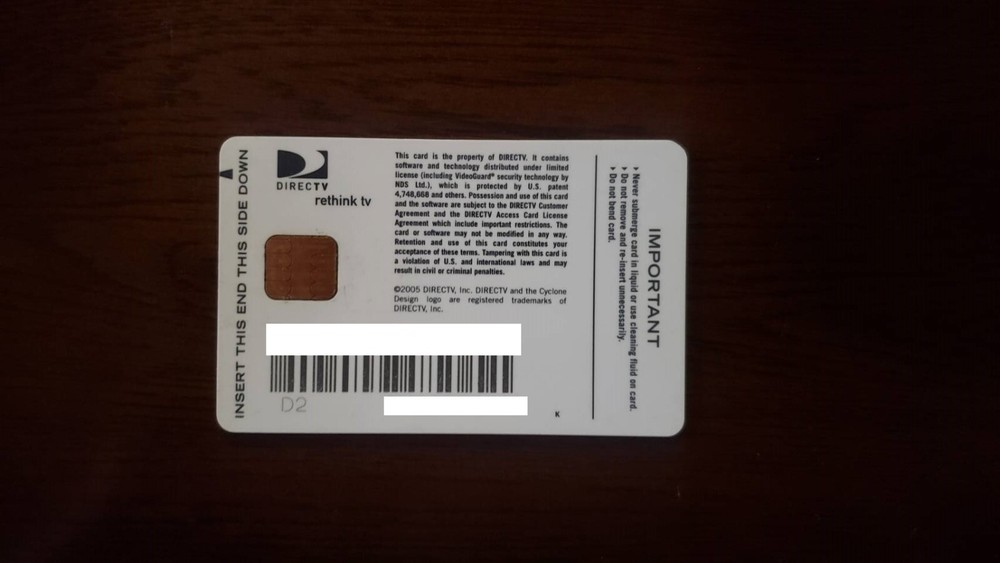 INSERT THIS END THIS SIDE DOWN
DIRECTV
rethink tv
This card is the property of DIRECTV. It contains
software and technology distributed under limited
license (including VideoGuard® security technology by
NDS Ltd.), which is protected by U.S. patent
4,748,668 and others. Possession and use of this card
and the software are subject to the DIRECTV Customer
Agreement and the DIRECTV Access Card License
Agreement which include important restrictions. The
card or software may not be modified in any way.
Retention and use of this card constitutes your
acceptance of these terms. Tampering with this card is
a violation of U.S. and international laws and may
result in civil or criminal penalties.
©2005 DIRECTV, Inc. DIRECTV and the Cyclone
Design logo are registered trademarks of
DIRECTV, Inc.
D2
K
IMPORTANT
Never submerge card in liquid or use cleaning fluid on card.
Do not remove and re-insert unnecessarily.
Do not bend card.